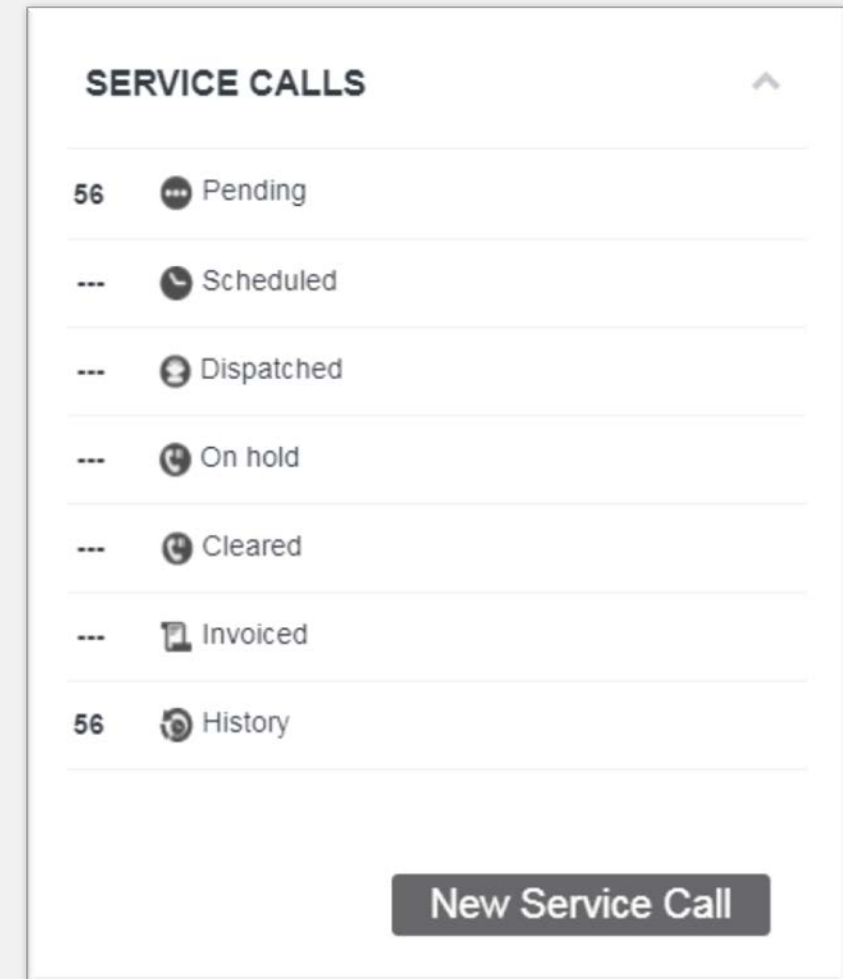 SERVICE CALLS
56 Pending
--- Scheduled
--- Dispatched
--- On hold
--- Cleared
--- Invoiced
56 History
New Service Call